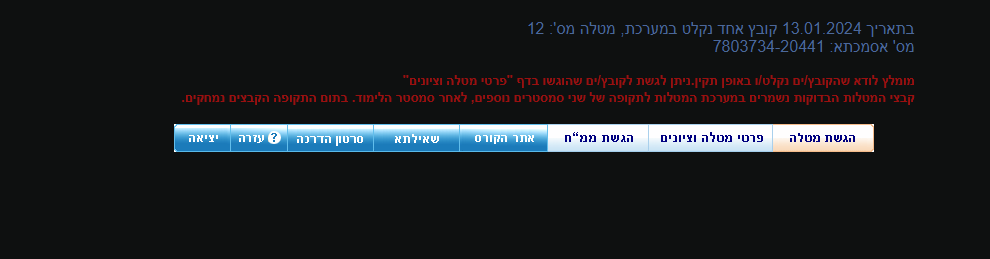 בתאריך 13.01.2024 קובץ אחד נקלט במערכת, מטלה מס': 12
מס' אסמכתא: 7803734-20441
מומלץ לודא שהקובץ/ים נקלט/ו באופן תקין.ניתן לגשת לקובץ/ים שהוגשו בדף "פרטי מטלה וציונים"
קבצי המטלות הבדוקות נשמרים במערכת המטלות לתקופה של שני סמסטרים נוספים, לאחר סמסטר הלימוד. בתום התקופה הקבצים נמחקים.
הגשת מטלה פרטי מטלה וציונים הגשת ממ"ח אתר הקורס שאילתא סרטון הדרכה ? עזרה יציאה